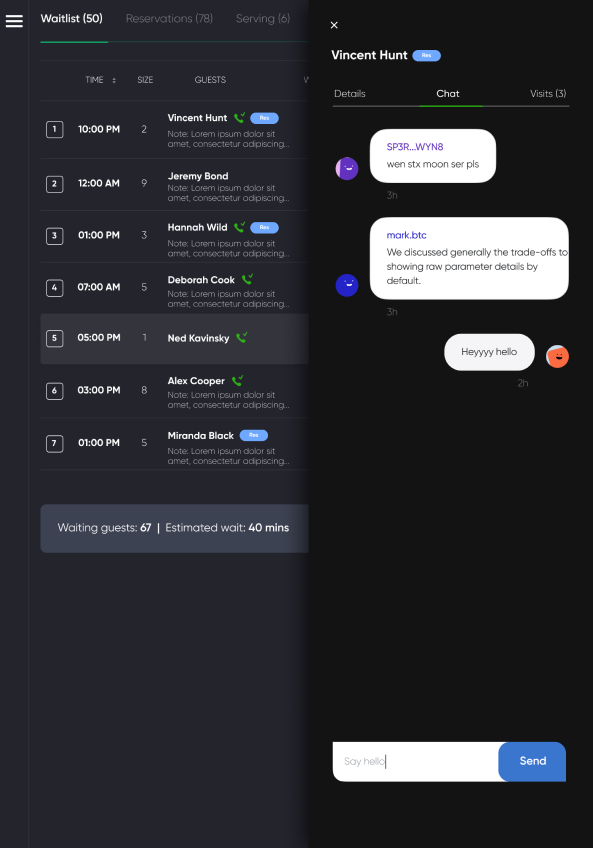 Waitlist (50) Reservations (78) Serving (6)
TIME SIZE GUESTS
1 10:00 PM 2 Vincent Hunt Res
Note: Lorem ipsum dolor sit
amet, consectetur adipiscing...
2 12:00 AM 9 Jeremy Bond
Note: Lorem ipsum dolor sit
amet, consectetur adipiscing...
3 01:00 PM 3 Hannah Wild Res
Note: Lorem ipsum dolor sit
amet, consectetur adipiscing...
4 07:00 AM 5 Deborah Cook
Note: Lorem ipsum dolor sit
amet, consectetur adipiscing...
5 05:00 PM 1 Ned Kavinsky
6 03:00 PM 8 Alex Cooper
Note: Lorem ipsum dolor sit
amet, consectetur adipiscing...
7 01:00 PM 5 Miranda Black Res
Note: Lorem ipsum dolor sit
amet, consectetur adipiscing...
Waiting guests: 67 | Estimated wait: 40 mins
Vincent Hunt Res
Details Chat Visits (3)
SP3R...WYN8
wen stx moon ser pls
3h
mark.btc
We discussed generally the trade-offs to
showing raw parameter details by
default.
3h
Heyyyy hello
2h
Say hello Send